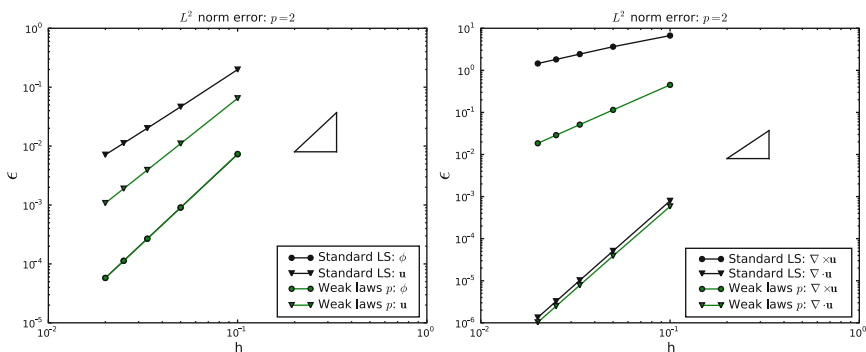 L² norm error: p=2
10⁰
10⁻¹
10⁻²
10⁻³
10⁻⁴
10⁻⁵
ϵ
10⁻²
10⁻¹
10⁰
h
Standard LS: ϕ
Standard LS: u
Weak laws p: ϕ
Weak laws p: u
L² norm error: p=2
10²
10¹
10⁰
10⁻¹
10⁻²
10⁻³
10⁻⁴
10⁻⁵
10⁻⁶
ϵ
10⁻²
10⁻¹
10⁰
h
Standard LS: ∇×u
Standard LS: ∇·u
Weak laws p: ∇×u
Weak laws p: ∇·u